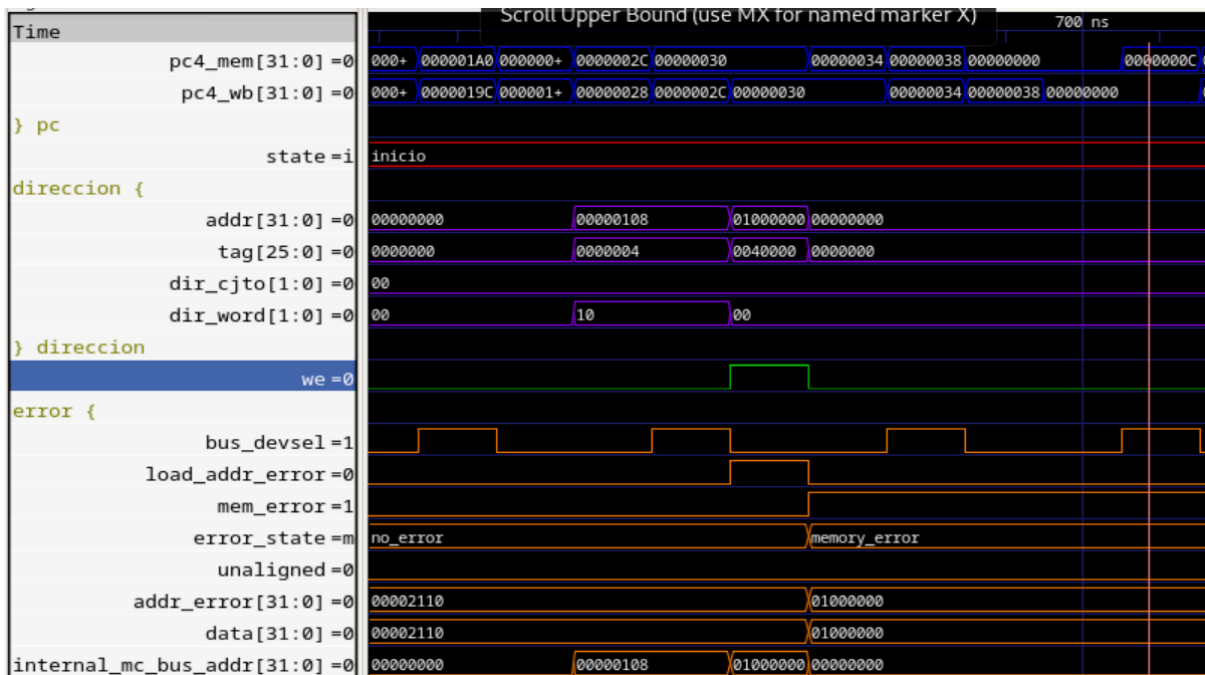 Scroll Upper Bound (use MX for named marker X)
Time 700 ns
pc4_mem[31:0] =0 000+ 000001A0 000000+ 0000002C 00000030 00000034 00000038 00000000 0000000C
pc4_wb[31:0] =0 000+ 0000019C 000001+ 00000028 0000002C 00000030 00000034 00000038 00000000
} pc
state =i inicio
direccion {
addr[31:0] =0 00000000 00000108 01000000 00000000
tag[25:0] =0 0000000 0000004 0040000 0000000
dir_cjto[1:0] =0 00
dir_word[1:0] =0 00 10 00
} direccion
we =0
error {
bus_devsel =1
load_addr_error =0
mem_error =1
error_state =m no_error memory_error
unaligned =0
addr_error[31:0] =0 00002110 01000000
data[31:0] =0 00002110 01000000
internal_mc_bus_addr[31:0] =0 00000000 00000108 01000000 00000000